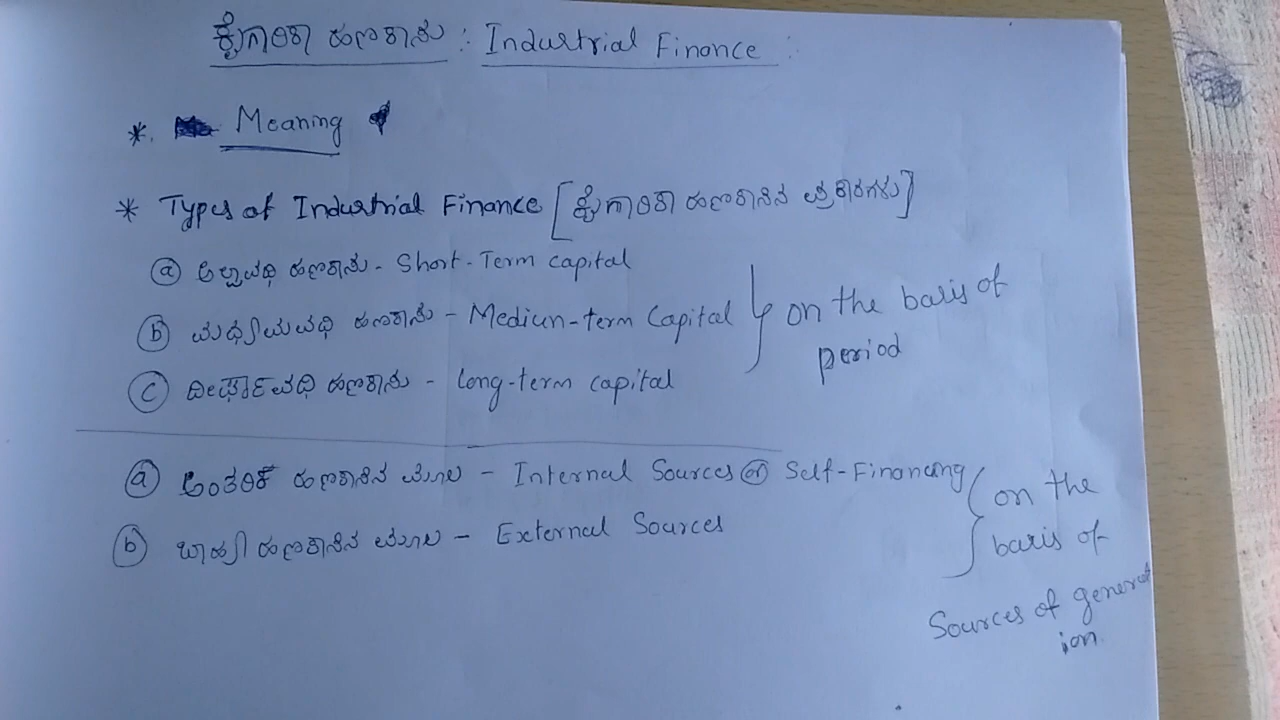 ಕೈಗಾರಿಕಾ ಹಣಕಾಸು : Industrial Finance :
*. Meaning
* Types of Industrial Finance [ಕೈಗಾರಿಕಾ ಹಣಕಾಸಿನ ಪ್ರಕಾರಗಳು]
ⓐ ಅಲ್ಪಾವಧಿ ಹಣಕಾಸು - Short-Term capital
ⓑ ಮಧ್ಯಮಾವಧಿ ಹಣಕಾಸು - Mediun-term Capital
ⓒ ದೀರ್ಘಾವಧಿ ಹಣಕಾಸು - long-term capital
on the basis of
period
ⓐ ಆಂತರಿಕ ಹಣಕಾಸಿನ ಮೂಲ - Internal Sources or Self-Financing
ⓑ ಬಾಹ್ಯ ಹಣಕಾಸಿನ ಮೂಲ - External Sources
on the
basis of
Sources of generat
ion.